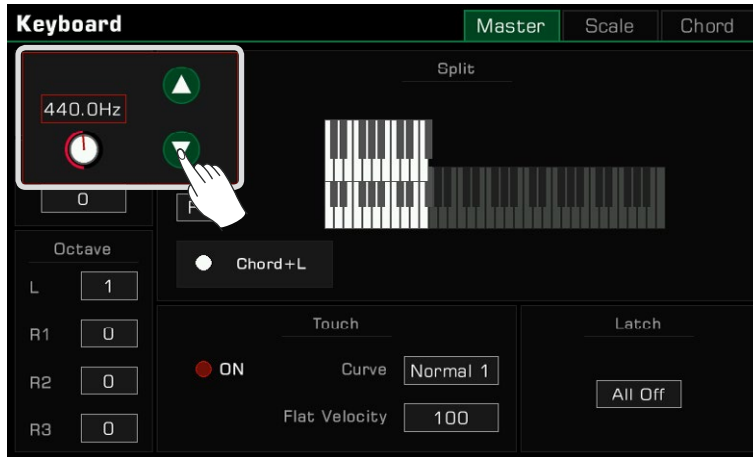 Keyboard
Master
Scale
Chord
440.0Hz
0
Split
Chord+L
Octave
L 1
R1 0
R2 0
R3 0
Touch
ON
Curve Normal 1
Flat Velocity 100
Latch
All Off